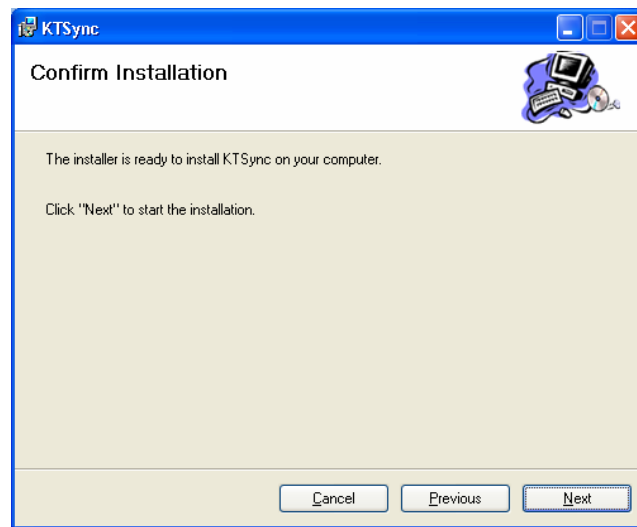 KTSync
Confirm Installation
The installer is ready to install KTSync on your computer.
Click "Next" to start the installation.
Cancel
Previous
Next